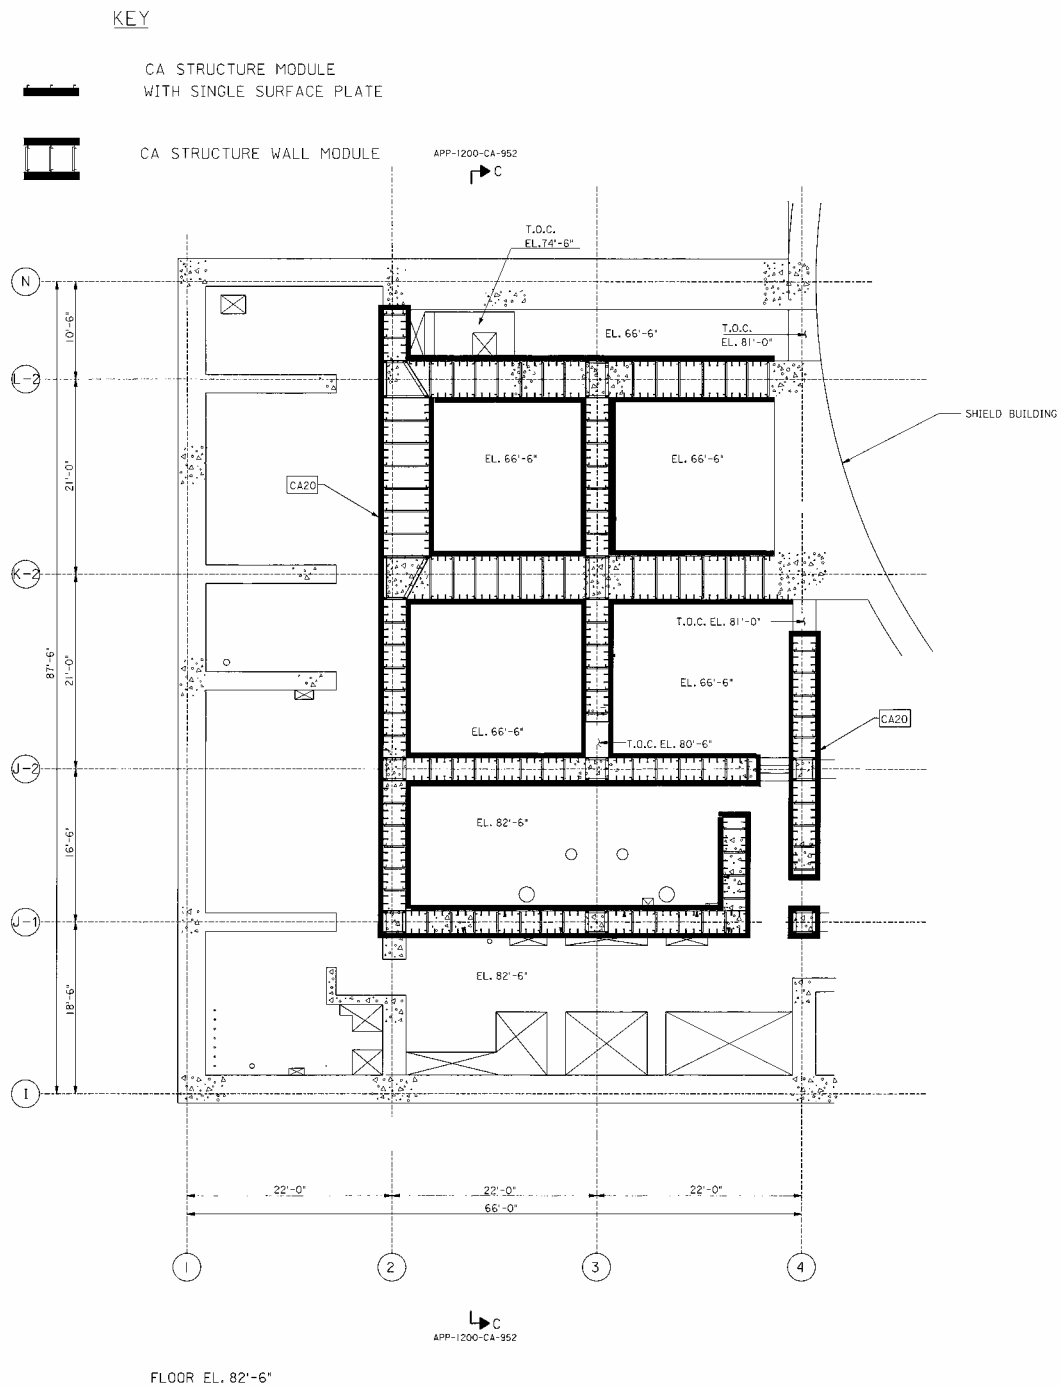 KEY
CA STRUCTURE MODULE
WITH SINGLE SURFACE PLATE
CA STRUCTURE WALL MODULE
APP-1200-CA-952
C
T.O.C.
EL.74'-6"
N
EL. 66'-6"
T.O.C.
EL. 81'-0"
10'-6"
L-2
SHIELD BUILDING
EL. 66'-6"
EL. 66'-6"
21'-0"
CA20
K-2
T.O.C. EL. 81'-0"
87'-6"
21'-0"
EL. 66'-6"
CA20
EL. 66'-6"
T.O.C. EL. 80'-6"
J-2
EL. 82'-6"
16'-6"
J-1
EL. 82'-6"
18'-6"
I
22'-0"
22'-0"
22'-0"
66'-0"
1
2
3
4
C
APP-1200-CA-952
FLOOR EL. 82'-6"